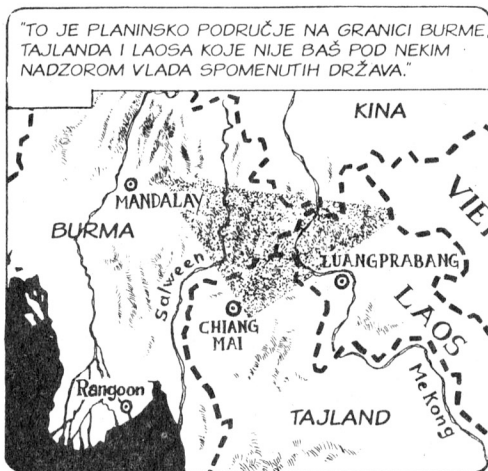 "TO JE PLANINSKO PODRUČJE NA GRANICI BURME,
TAJLANDA I LAOSA KOJE NIJE BAŠ POD NEKIM
NADZOROM VLADA SPOMENUTIH DRŽAVA."
KINA
MANDALAY
VIET
BURMA
Salween
LUANGPRABANG
CHIANG
MAI
LAOS
Rangoon
TAJLAND
MeKong